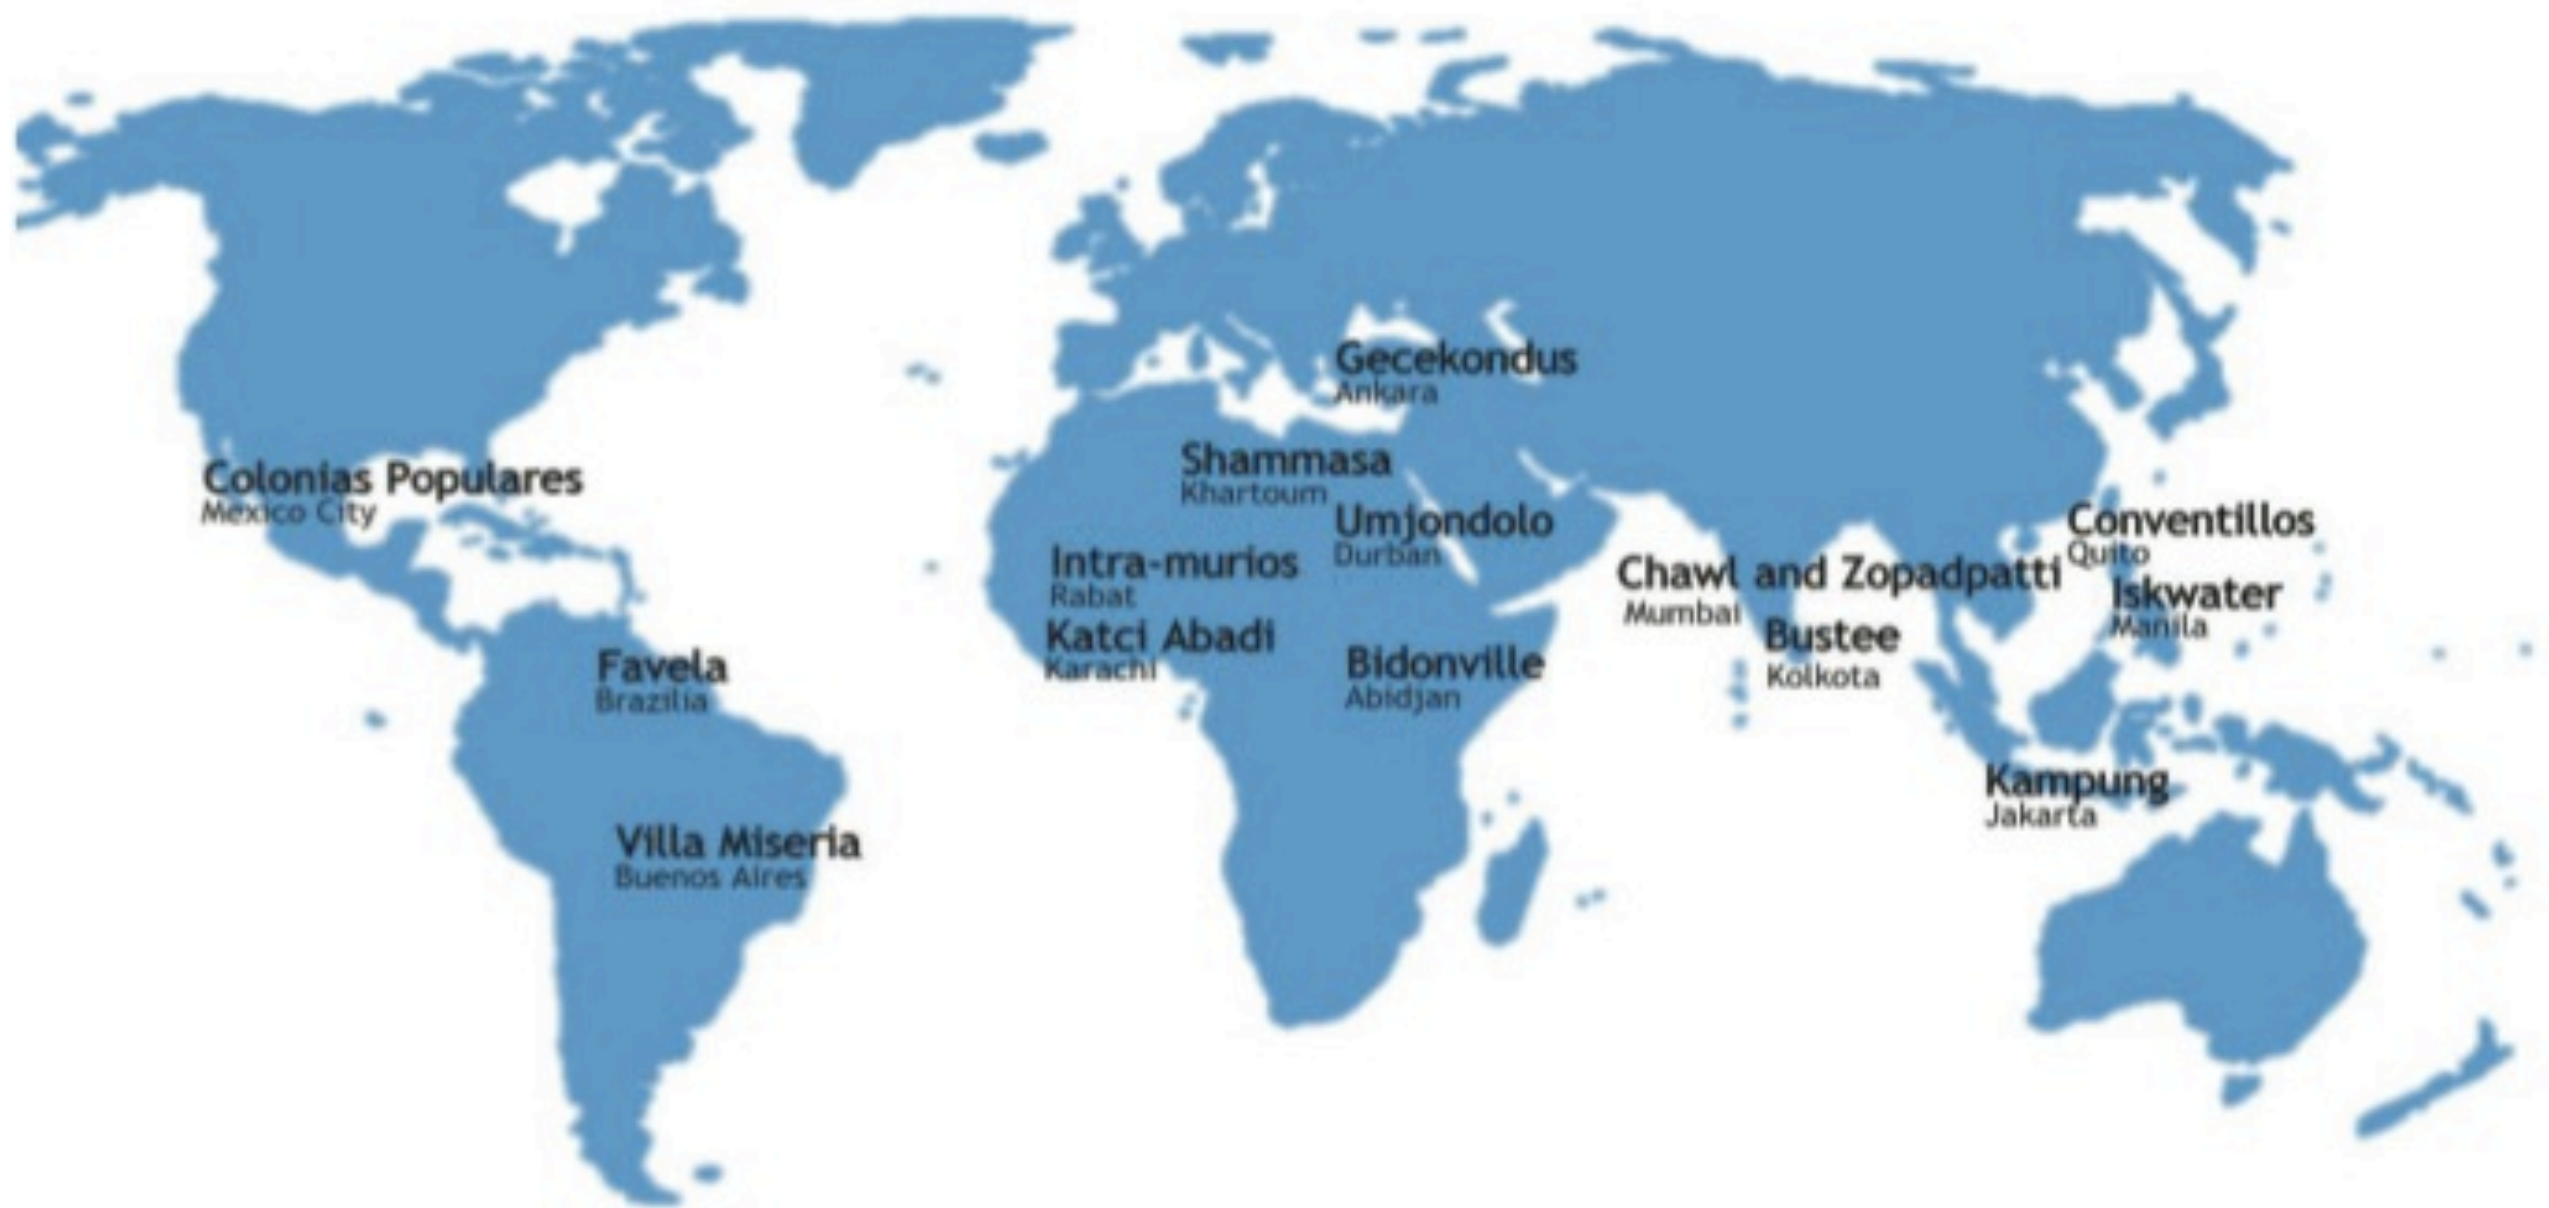 Gecekondus
Ankara
Shammasa
Khartoum
Colonias Populares
Mexico City
Umjondolo
Durban
Conventillos
Quito
Intra-murios
Rabat
Chawl and Zopadpatti
Mumbai
Iskwater
Manila
Katci Abadi
Karachi
Bustee
Kolkota
Favela
Brazilia
Bidonville
Abidjan
Kampung
Jakarta
Villa Miseria
Buenos Aires